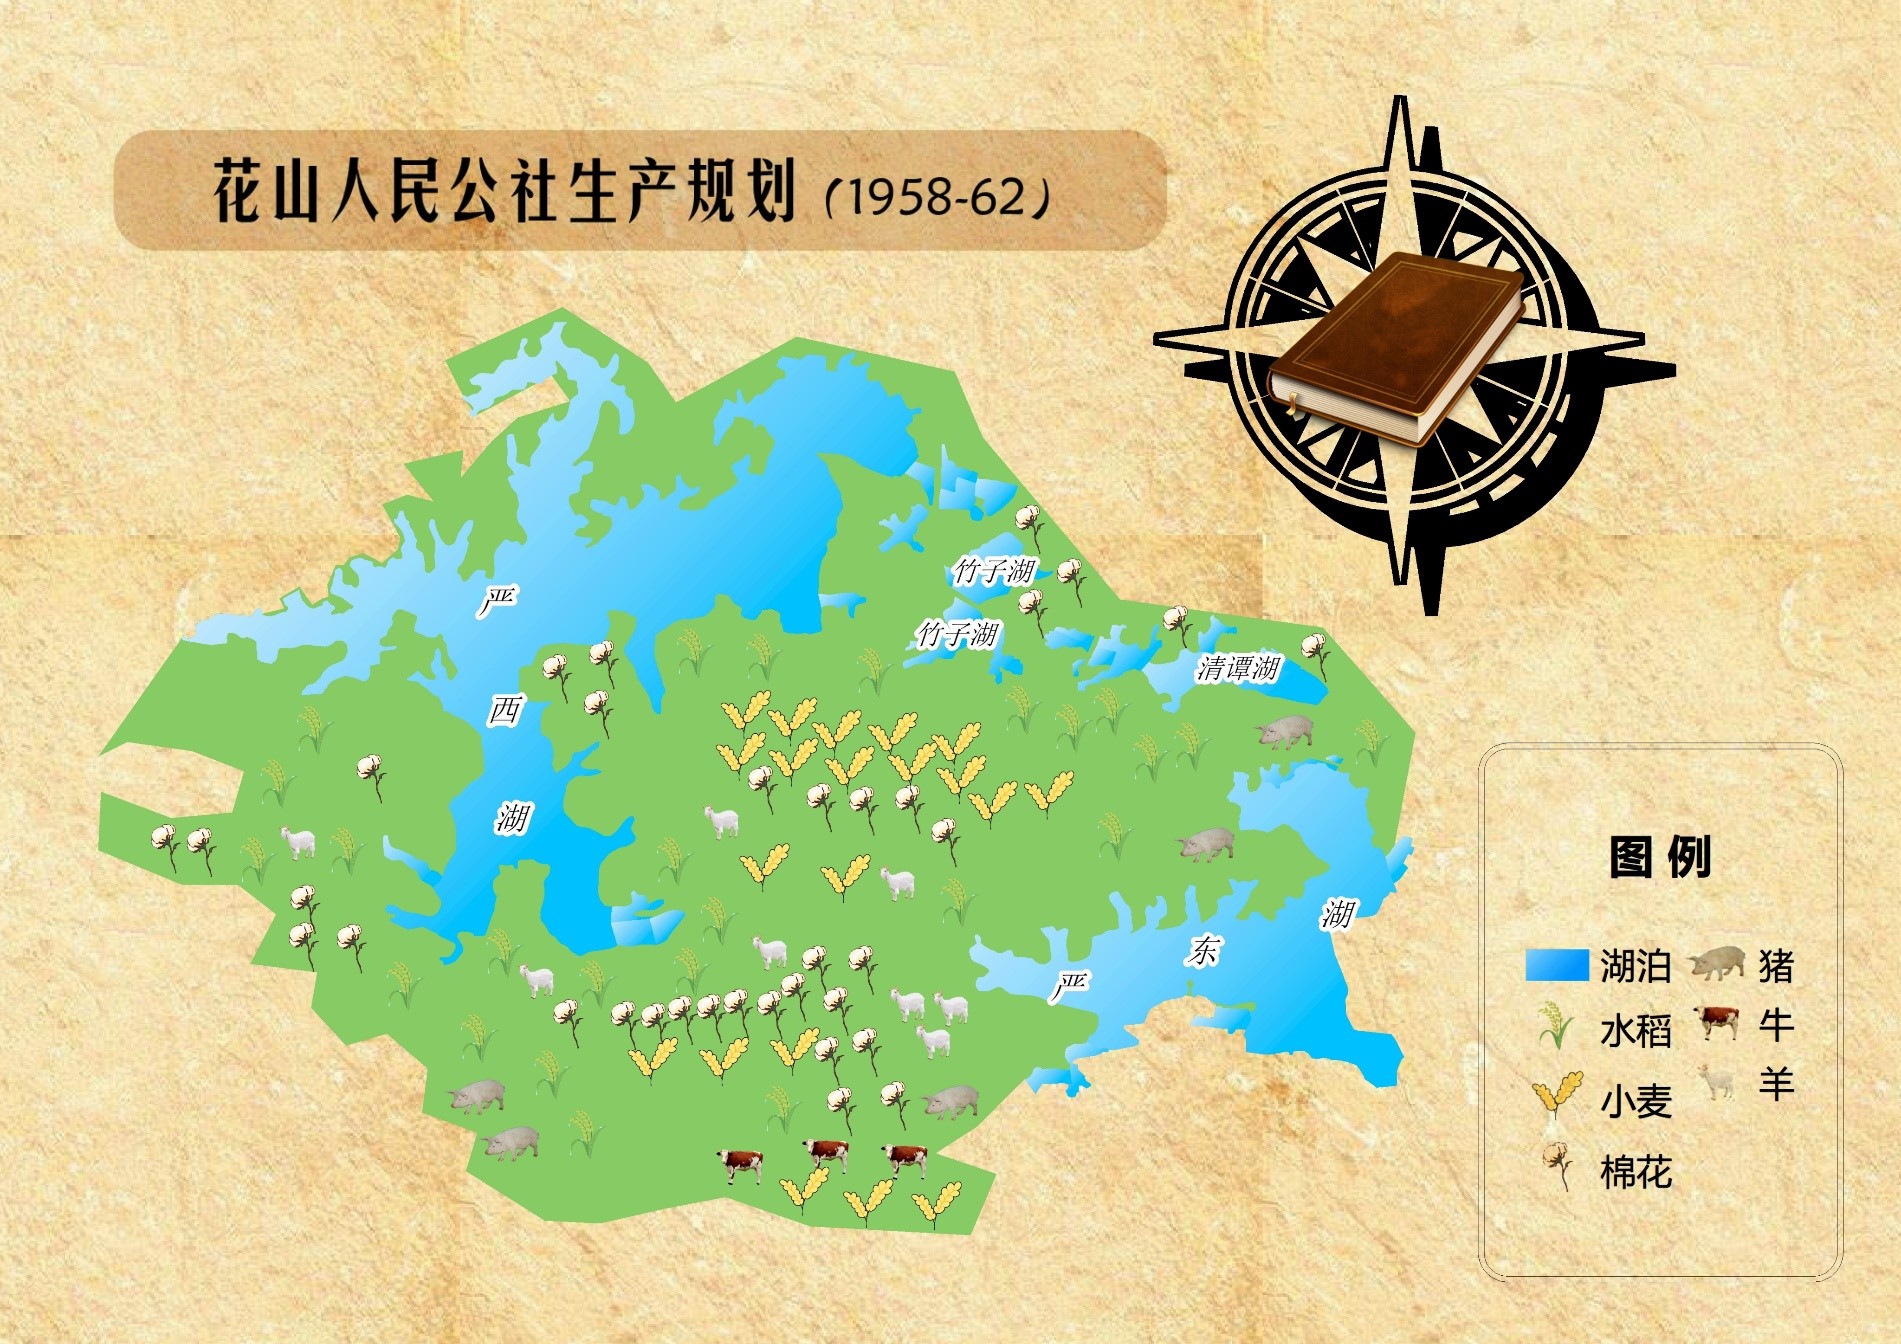 花山人民公社生产规划（1958-62）
竹子湖
竹子湖
清谭湖
严
西
湖
严
东
湖
图例
湖泊
猪
水稻
牛
小麦
羊
棉花